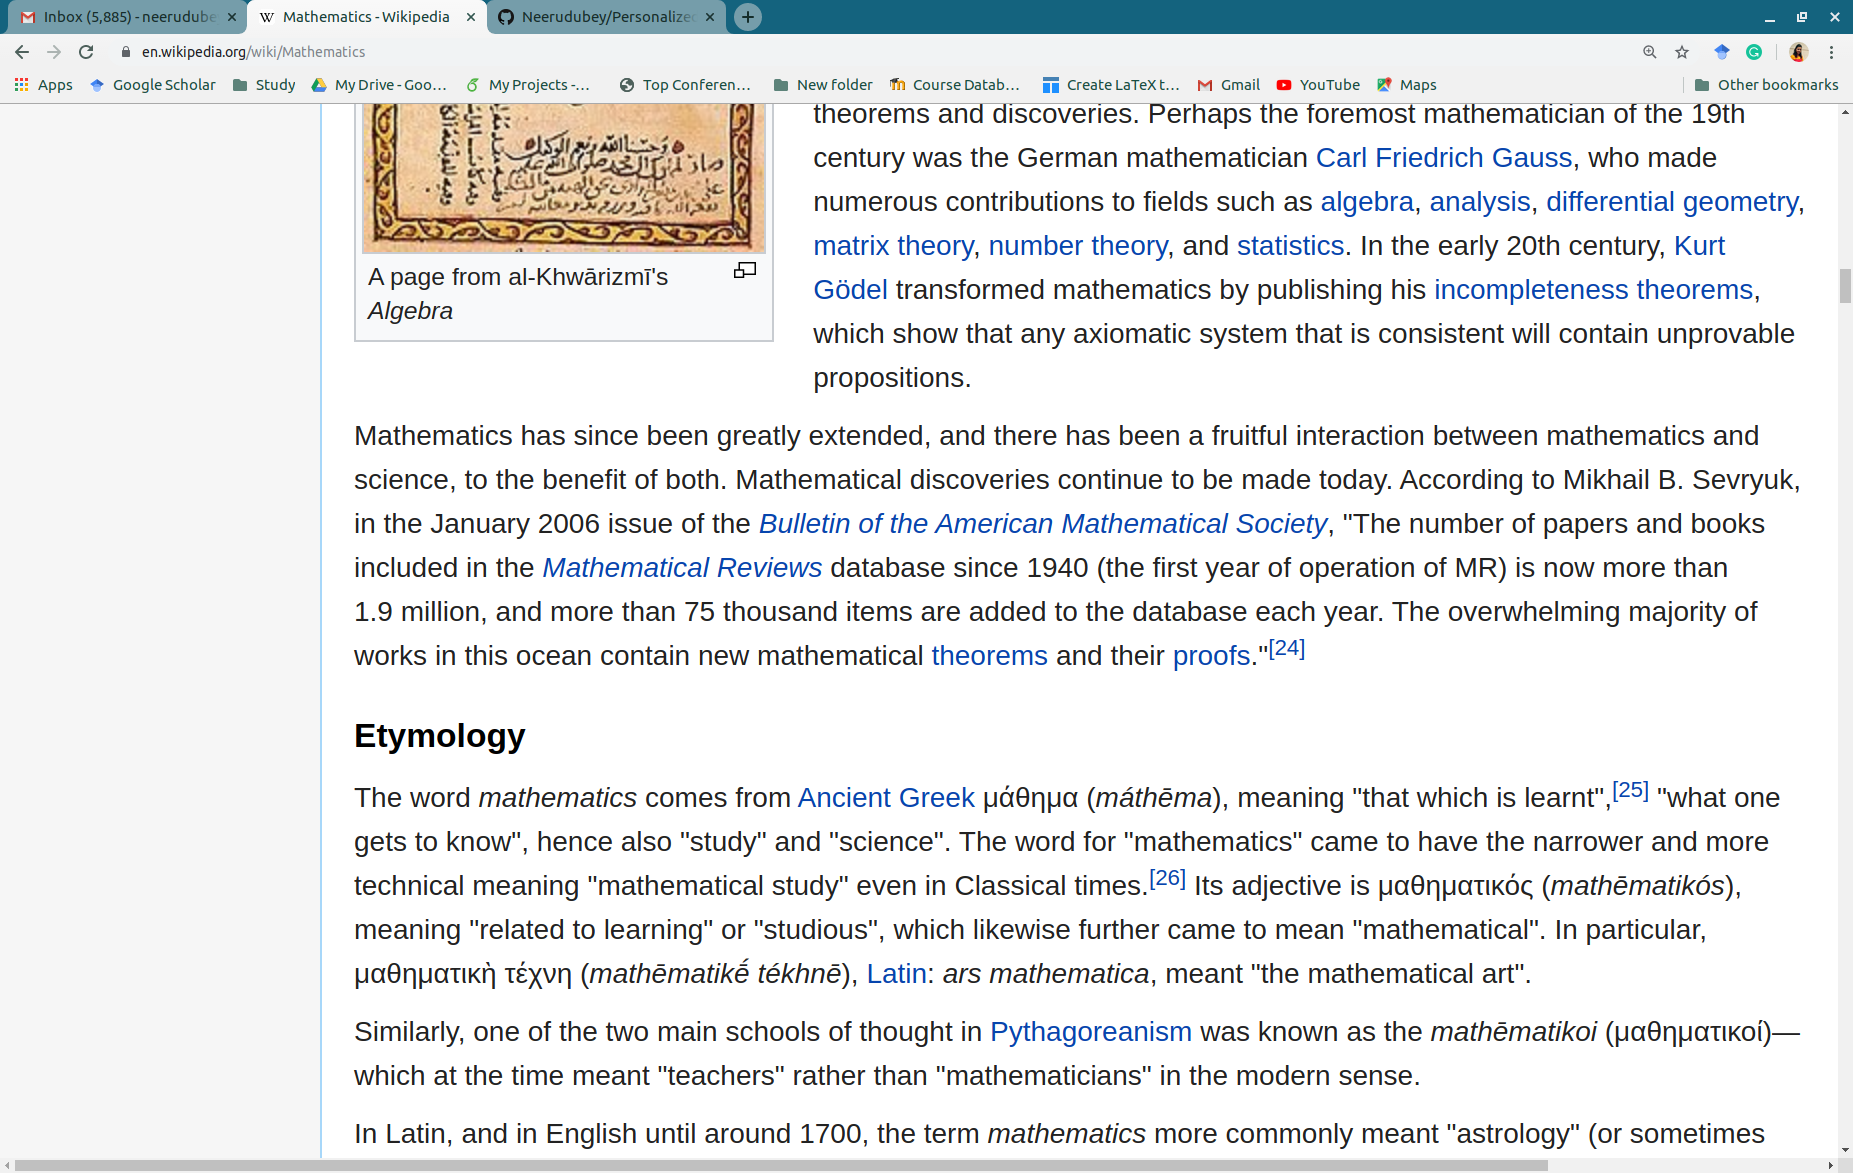 Inbox (5,885) - neerudube
Mathematics - Wikipedia
Neerudubey/Personalized
en.wikipedia.org/wiki/Mathematics
Apps Google Scholar Study My Drive - Goo... My Projects -... Top Conferen... New folder Course Datab... Create LaTeX t... Gmail YouTube Maps Other bookmarks
A page from al-Khwārizmī's
Algebra
theorems and discoveries. Perhaps the foremost mathematician of the 19th
century was the German mathematician Carl Friedrich Gauss, who made
numerous contributions to fields such as algebra, analysis, differential geometry,
matrix theory, number theory, and statistics. In the early 20th century, Kurt
Gödel transformed mathematics by publishing his incompleteness theorems,
which show that any axiomatic system that is consistent will contain unprovable
propositions.
Mathematics has since been greatly extended, and there has been a fruitful interaction between mathematics and
science, to the benefit of both. Mathematical discoveries continue to be made today. According to Mikhail B. Sevryuk,
in the January 2006 issue of the Bulletin of the American Mathematical Society, "The number of papers and books
included in the Mathematical Reviews database since 1940 (the first year of operation of MR) is now more than
1.9 million, and more than 75 thousand items are added to the database each year. The overwhelming majority of
works in this ocean contain new mathematical theorems and their proofs."[24]
Etymology
The word mathematics comes from Ancient Greek μάθημα (máthēma), meaning "that which is learnt",[25] "what one
gets to know", hence also "study" and "science". The word for "mathematics" came to have the narrower and more
technical meaning "mathematical study" even in Classical times.[26] Its adjective is μαθηματικός (mathēmatikós),
meaning "related to learning" or "studious", which likewise further came to mean "mathematical". In particular,
μαθηματικὴ τέχνη (mathēmatikḗ tékhnē), Latin: ars mathematica, meant "the mathematical art".
Similarly, one of the two main schools of thought in Pythagoreanism was known as the mathēmatikoi (μαθηματικοί)—
which at the time meant "teachers" rather than "mathematicians" in the modern sense.
In Latin, and in English until around 1700, the term mathematics more commonly meant "astrology" (or sometimes